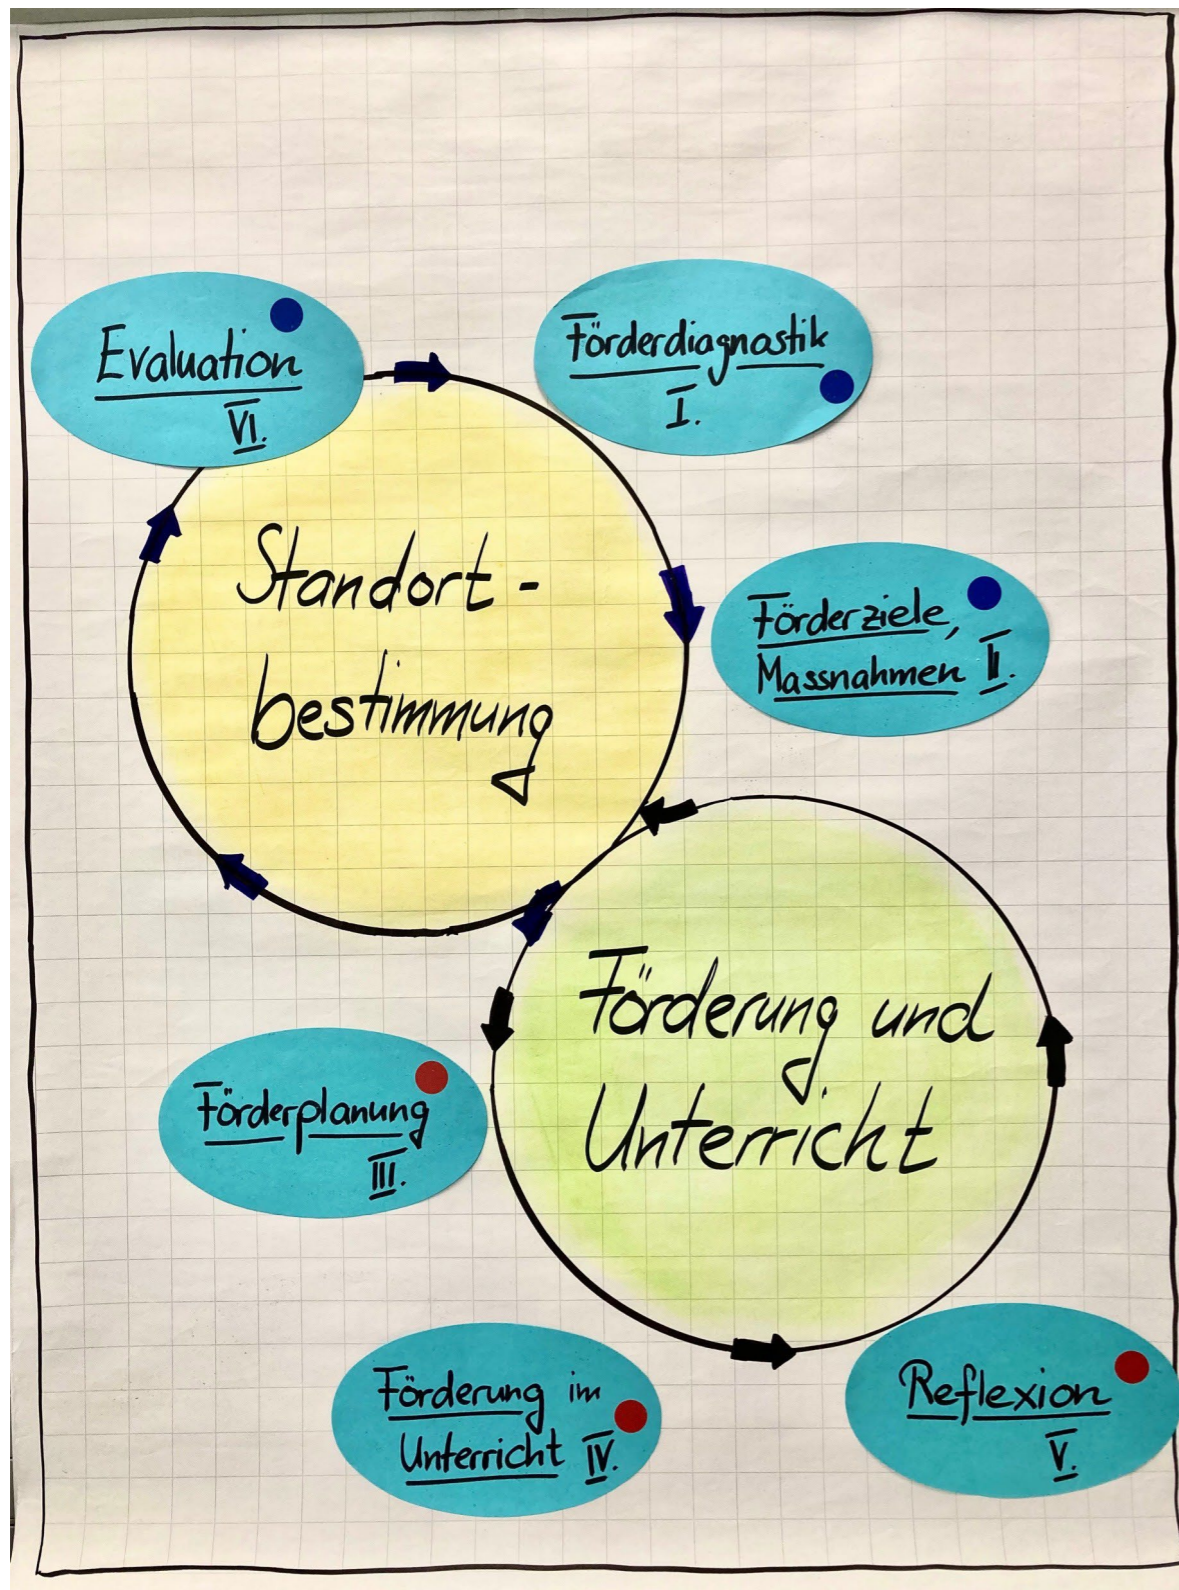 Evaluation
VI.
Förderdiagnostik
I.
Standort-
bestimmung
Förderziele,
Massnahmen II.
Förderung und
Unterricht
Förderplanung
III.
Förderung im
Unterricht IV.
Reflexion
V.